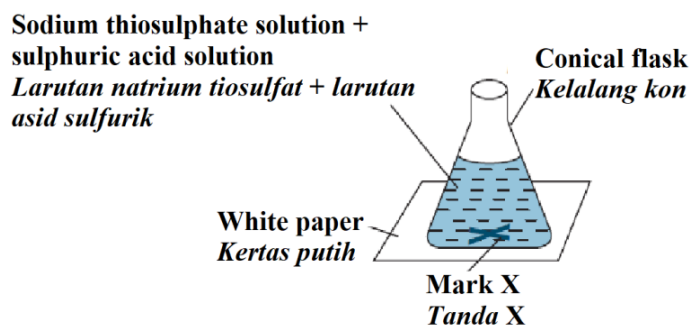 Sodium thiosulphate solution +
sulphuric acid solution
Larutan natrium tiosulfat + larutan
asid sulfurik
Conical flask
Kelalang kon
White paper
Kertas putih
Mark X
Tanda X